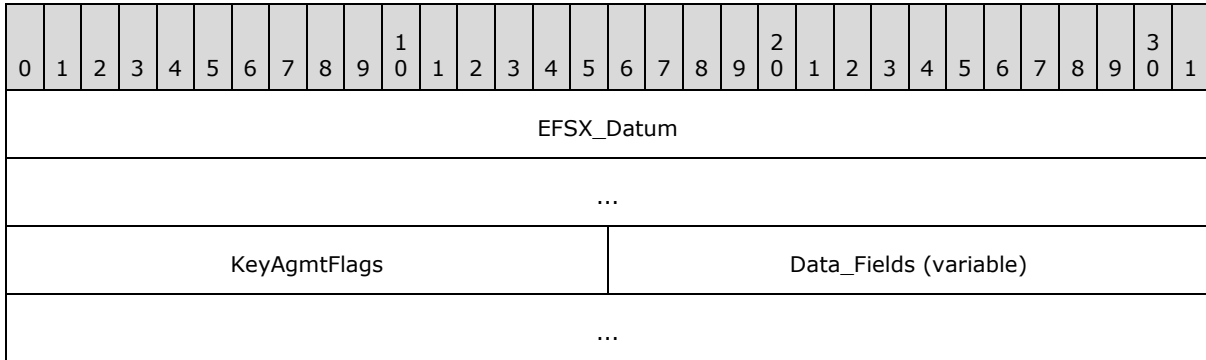 1 2 3
0 1 2 3 4 5 6 7 8 9 0 1 2 3 4 5 6 7 8 9 0 1 2 3 4 5 6 7 8 9 0 1
EFSX_Datum
...
KeyAgmtFlags Data_Fields (variable)
...